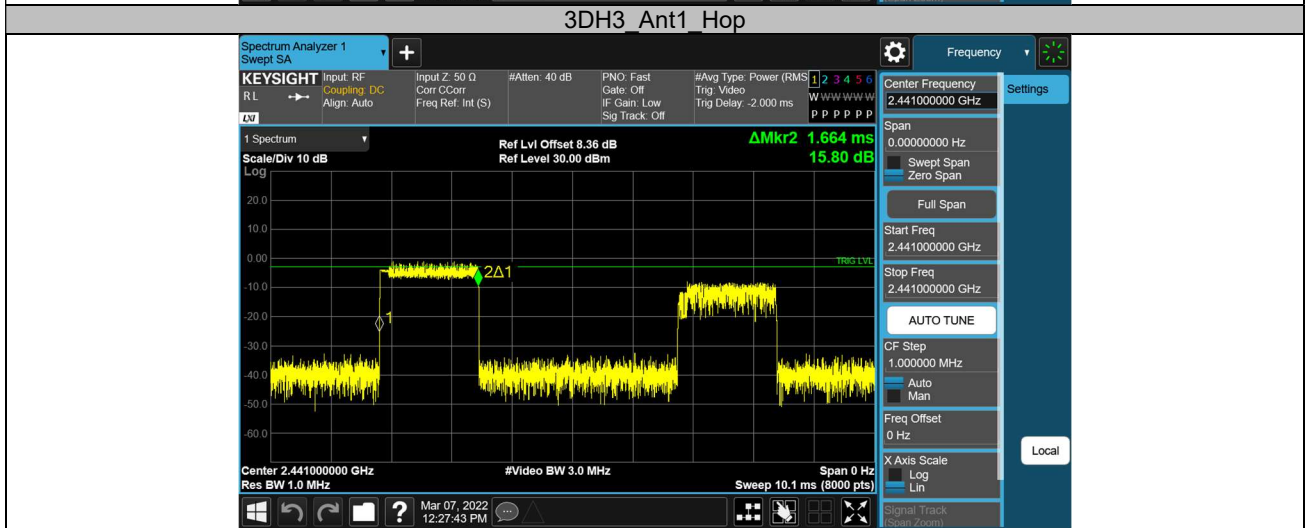 3DH3_Ant1_Hop
Spectrum Analyzer 1
Swept SA
+
Frequency
KEYSIGHT
RL
LXI
Input: RF
Coupling: DC
Align: Auto
Input Z: 50 Ω
Corr CCorr
Freq Ref: Int (S)
#Atten: 40 dB
PNO: Fast
Gate: Off
IF Gain: Low
Sig Track: Off
#Avg Type: Power (RMS
Trig: Video
Trig Delay: -2.000 ms
1 2 3 4 5 6
W W W W W W
P P P P P P
Center Frequency
2.441000000 GHz
Settings
1 Spectrum
Scale/Div 10 dB
Log
Ref Lvl Offset 8.36 dB
Ref Level 30.00 dBm
ΔMkr2 1.664 ms
15.80 dB
Span
0.00000000 Hz
Swept Span
Zero Span
Full Span
Start Freq
2.441000000 GHz
Stop Freq
2.441000000 GHz
AUTO TUNE
CF Step
1.000000 MHz
Auto
Man
Freq Offset
0 Hz
X Axis Scale
Log
Lin
Signal Track
(Span Zoom)
Local
20.0
10.0
0.00
-10.0
-20.0
-30.0
-40.0
-50.0
-60.0
TRIG LVL
2Δ1
1
Center 2.441000000 GHz
Res BW 1.0 MHz
#Video BW 3.0 MHz
Span 0 Hz
Sweep 10.1 ms (8000 pts)
?
Mar 07, 2022
12:27:43 PM